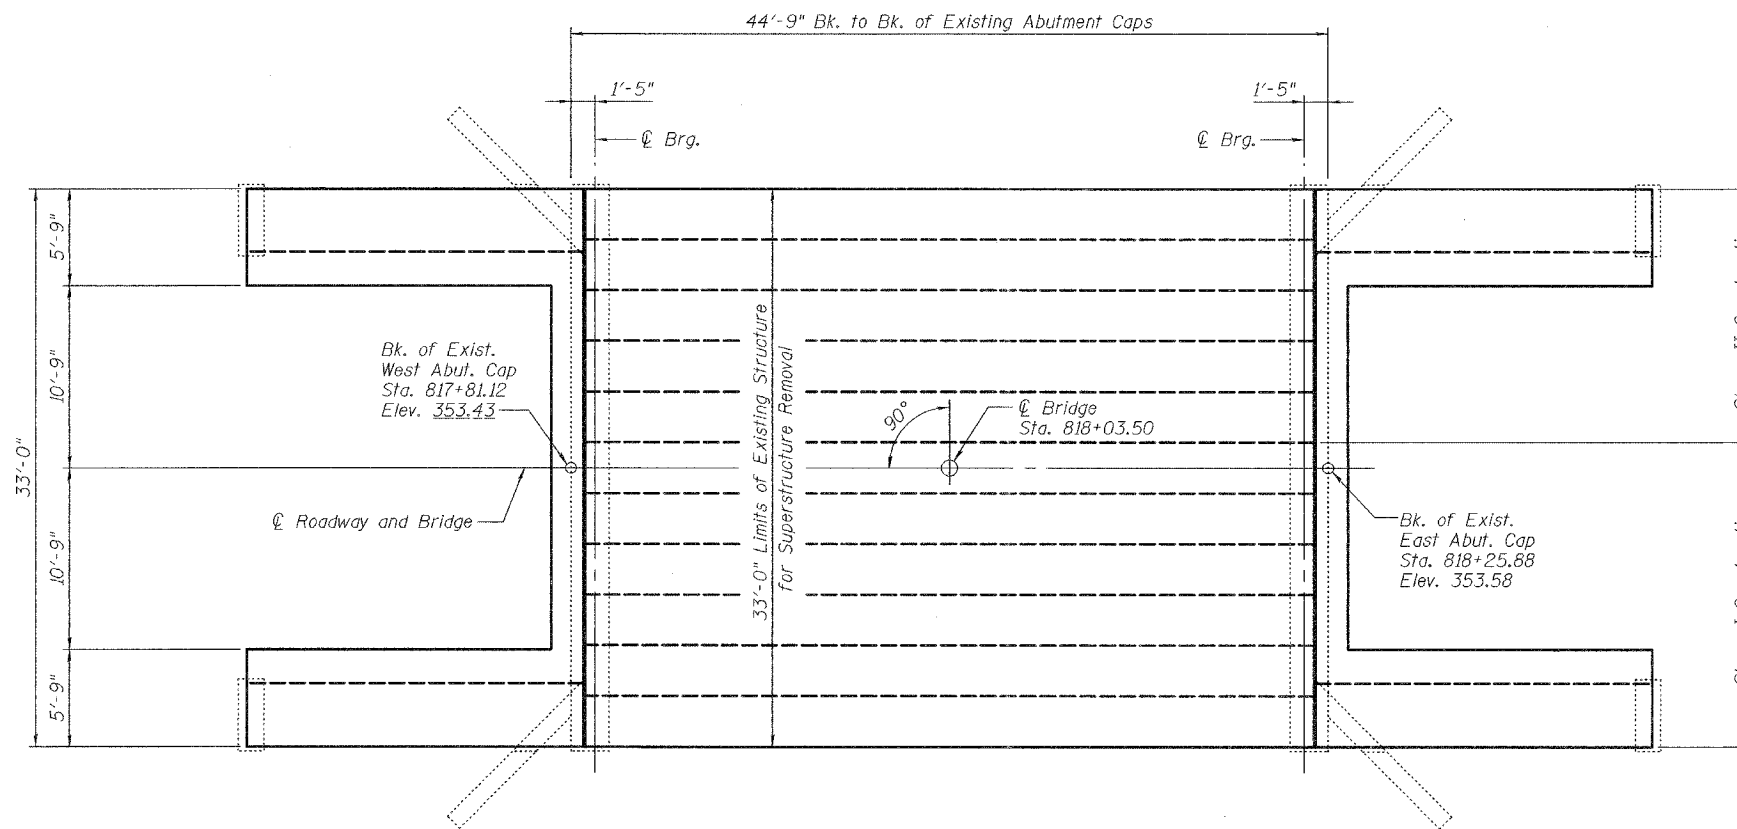 44'-9" Bk. to Bk. of Existing Abutment Caps
1'-5"
1'-5"
℄ Brg.
℄ Brg.
5'-9"
10'-9"
33'-0"
10'-9"
5'-9"
Bk. of Exist.
West Abut. Cap
Sta. 817+81.12
Elev. 353.43
33'-0" Limits of Existing Structure
for Superstructure Removal
90°
℄ Bridge
Sta. 818+03.50
℄ Roadway and Bridge
Bk. of Exist.
East Abut. Cap
Sta. 818+25.88
Elev. 353.58